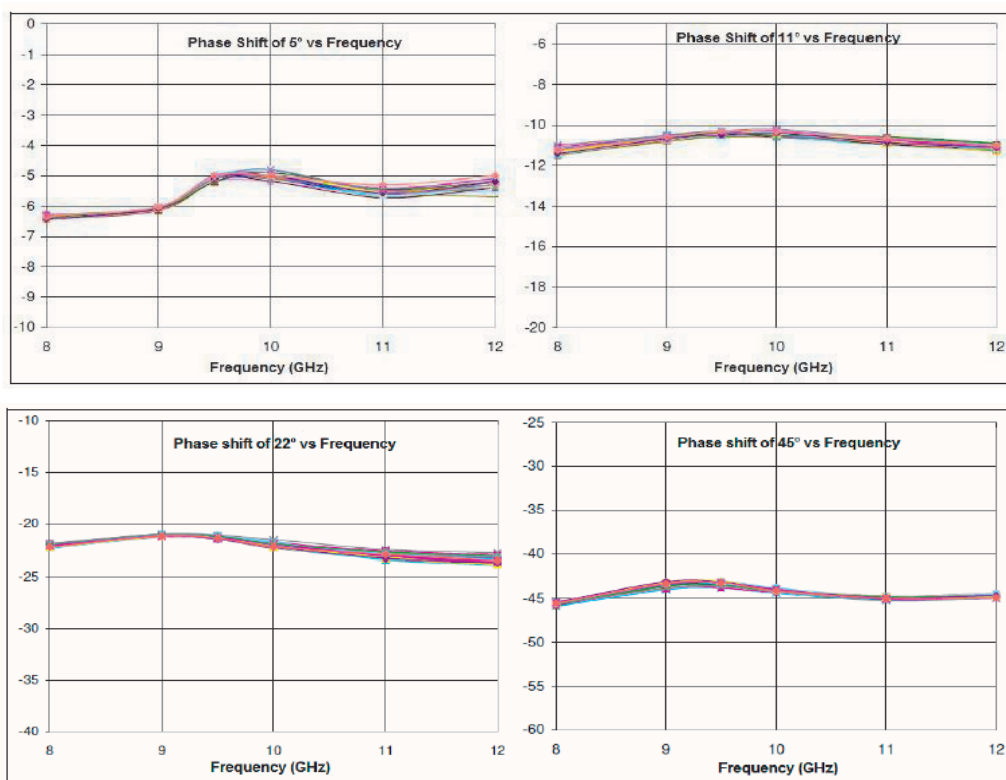 Phase Shift of 5° vs Frequency
0
-1
-2
-3
-4
-5
-6
-7
-8
-9
-10
8 9 10 11 12
Frequency (GHz)
Phase Shift of 11° vs Frequency
-6
-8
-10
-12
-14
-16
-18
-20
8 9 10 11 12
Frequency (GHz)
Phase shift of 22° vs Frequency
-10
-15
-20
-25
-30
-35
-40
8 9 10 11 12
Frequency (GHz)
Phase shift of 45° vs Frequency
-25
-30
-35
-40
-45
-50
-55
-60
8 9 10 11 12
Frequency (GHz)